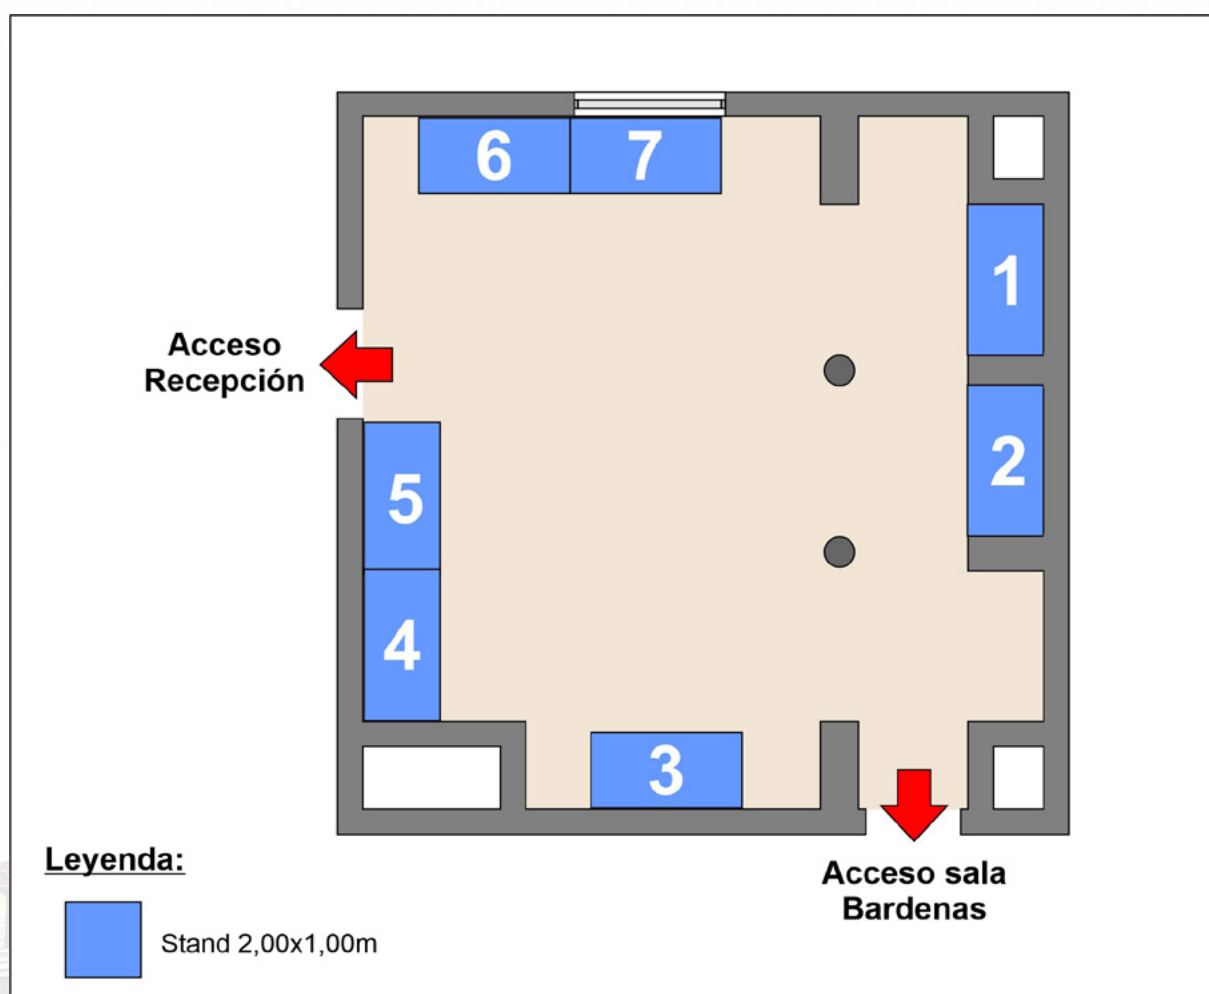 6
7
1
Acceso
Recepción
2
5
4
3
Acceso sala
Bardenas
Leyenda:
Stand 2,00x1,00m